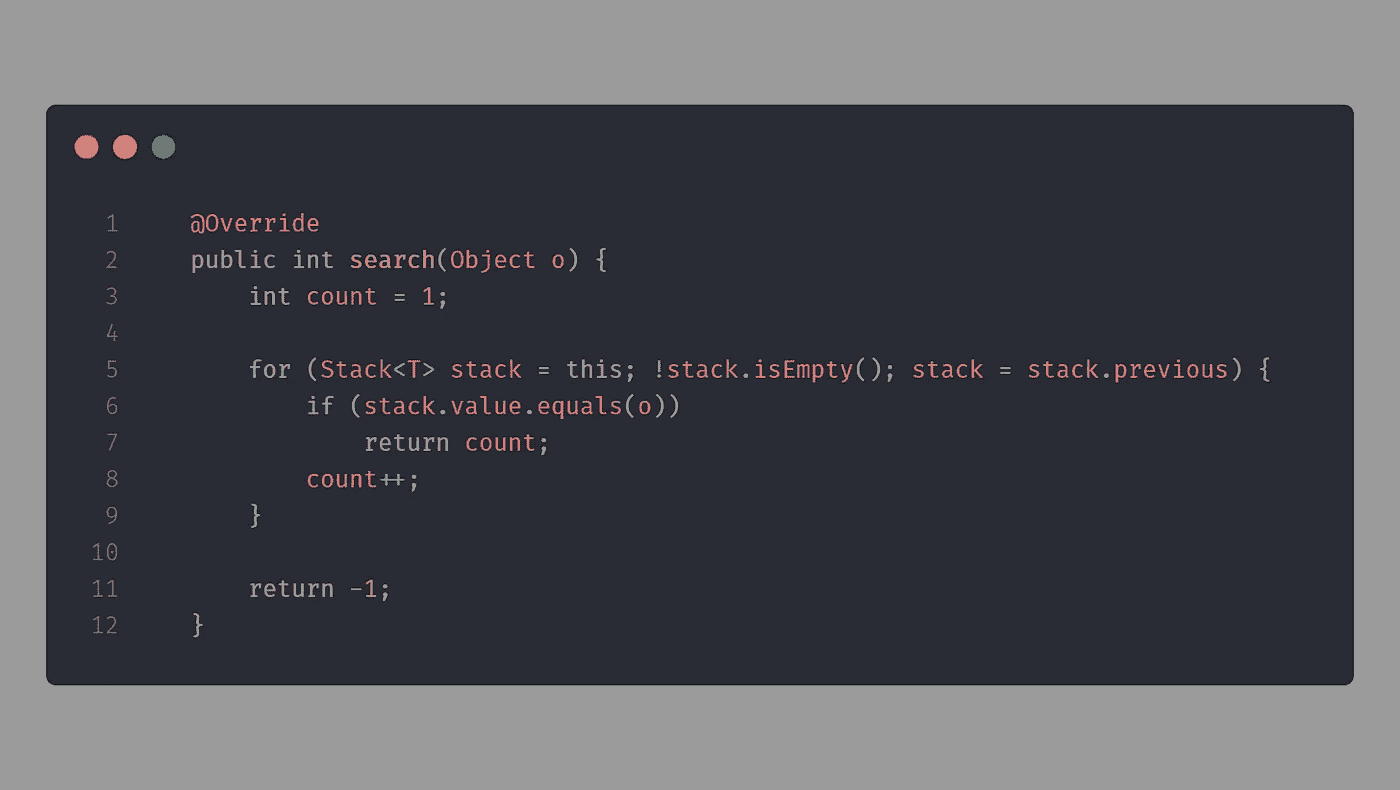 1 @Override
2 public int search(Object o) {
3     int count = 1;
4
5     for (Stack<T> stack = this; !stack.isEmpty(); stack = stack.previous) {
6         if (stack.value.equals(o))
7             return count;
8         count++;
9     }
10
11     return -1;
12 }